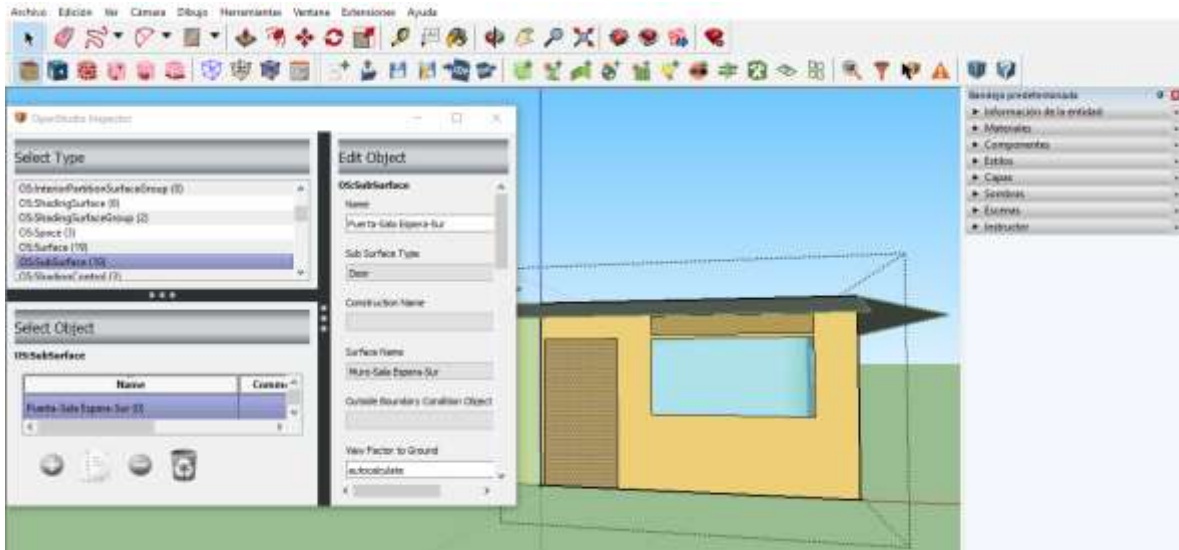 Archivo Edición Ver Cámara Dibujo Herramientas Ventana Extensiones Ayuda
OpenStudio Inspector
Select Type
OS:InteriorPartitionSurfaceGroup (0)
OS:ShadingSurface (6)
OS:ShadingSurfaceGroup (2)
OS:Space (3)
OS:Surface (19)
OS:SubSurface (10)
OS:ShadingControl (3)
Select Object
OS:SubSurface
Name
Puerta-Sala Espera-Sur (0)
Edit Object
OS:SubSurface
Name
Puerta-Sala Espera-Sur
Sub Surface Type
Door
Construction Name
Surface Name
Muro-Sala Espera-Sur
Outside Boundary Condition Object
View Factor to Ground
autocalculate
Bandeja predeterminada
Información de la entidad
Materiales
Componentes
Estilos
Capas
Sombras
Escenas
Instructor